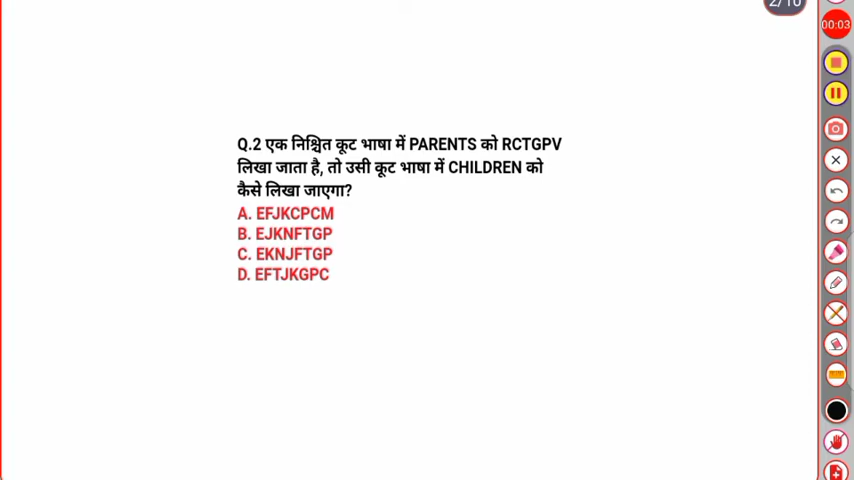 2/10
00:03
Q.2 एक निश्चित कूट भाषा में PARENTS को RCTGPV
लिखा जाता है, तो उसी कूट भाषा में CHILDREN को
कैसे लिखा जाएगा?
A. EFJKCPCM
B. EJKNFTGP
C. EKNJFTGP
D. EFTJKGPC